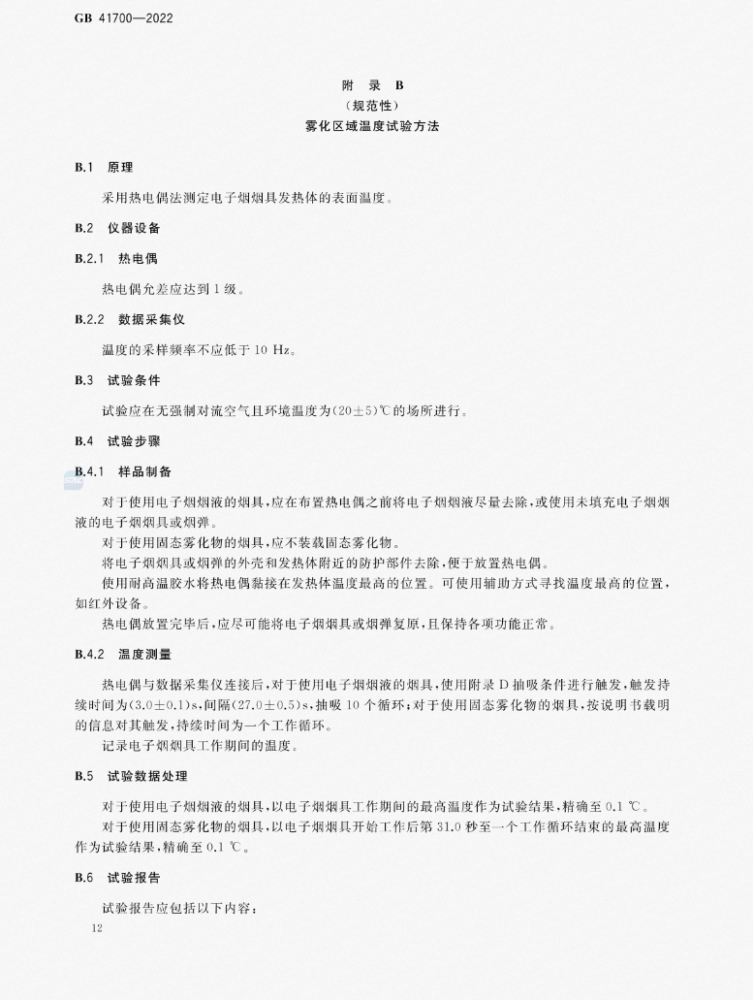 GB 41700—2022
附 录 B
（规范性）
雾化区域温度试验方法
B.1 原理
采用热电偶法测定电子烟烟具发热体的表面温度。
B.2 仪器设备
B.2.1 热电偶
热电偶允差应达到 1 级。
B.2.2 数据采集仪
温度的采样频率不应低于 10 Hz。
B.3 试验条件
试验应在无强制对流空气且环境温度为(20±5)℃的场所进行。
B.4 试验步骤
B.4.1 样品制备
对于使用电子烟烟液的烟具,应在布置热电偶之前将电子烟烟液尽量去除,或使用未填充电子烟烟
液的电子烟烟具或烟弹。
对于使用固态雾化物的烟具,应不装载固态雾化物。
将电子烟烟具或烟弹的外壳和发热体附近的防护部件去除,便于放置热电偶。
使用耐高温胶水将热电偶黏接在发热体温度最高的位置。可使用辅助方式寻找温度最高的位置,
如红外设备。
热电偶放置完毕后,应尽可能将电子烟烟具或烟弹复原,且保持各项功能正常。
B.4.2 温度测量
热电偶与数据采集仪连接后,对于使用电子烟烟液的烟具,使用附录 D 抽吸条件进行触发,触发持
续时间为(3.0±0.1)s,间隔(27.0±0.5)s,抽吸 10 个循环;对于使用固态雾化物的烟具,按说明书载明
的信息对其触发,持续时间为一个工作循环。
记录电子烟烟具工作期间的温度。
B.5 试验数据处理
对于使用电子烟烟液的烟具,以电子烟烟具工作期间的最高温度作为试验结果,精确至 0.1 ℃。
对于使用固态雾化物的烟具,以电子烟烟具开始工作后第 31.0 秒至一个工作循环结束的最高温度
作为试验结果,精确至 0.1 ℃。
B.6 试验报告
试验报告应包括以下内容:
12